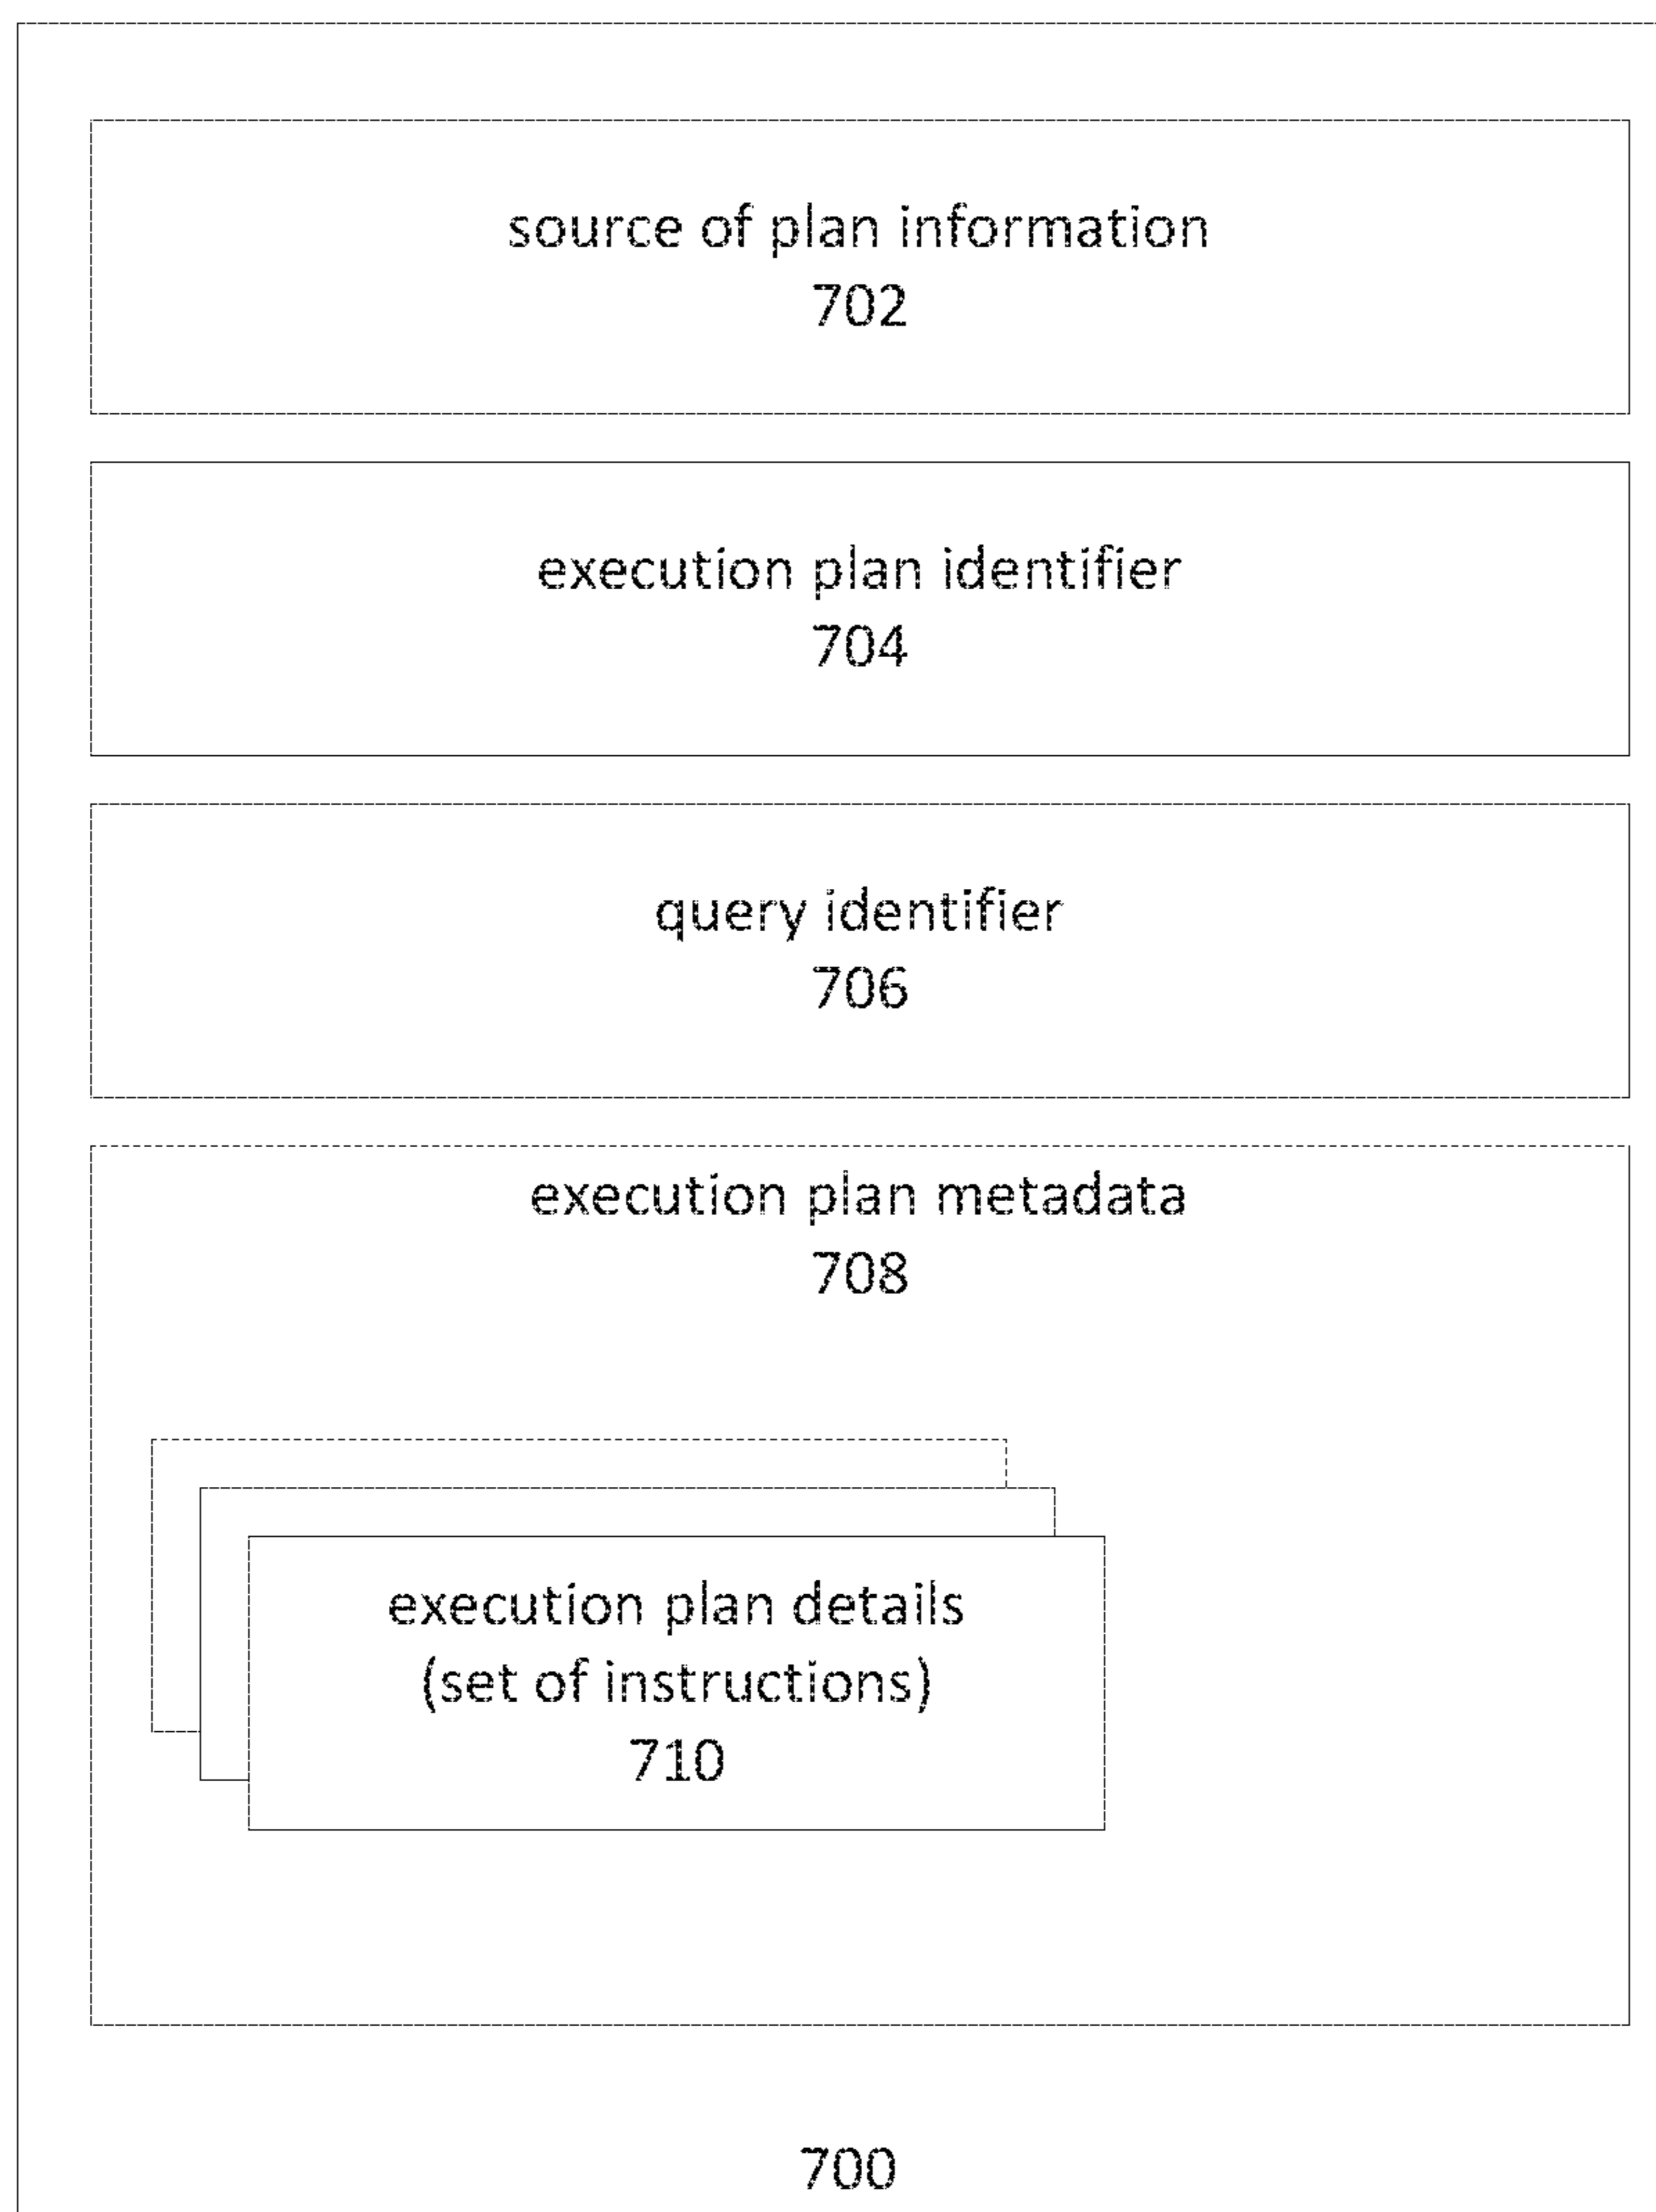 source of plan information
702
execution plan identifier
704
query identifier
706
execution plan metadata
708
execution plan details
(set of instructions)
710
700